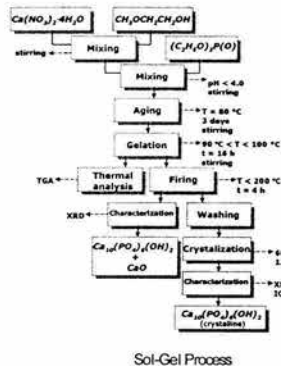 Ca(NO₃)₂·4H₂O
CH₃OCH₂CH₂OH
stirring
Mixing
(C₂H₅O)₃P(O)
Mixing
pH < 4.0
stirring
Aging
T = 80 °C
3 days
stirring
Gelation
90 °C < T < 100 °C
t = 16 h
stirring
TGA
Thermal
analysis
Firing
T < 200 °C
t = 4 h
XRD
Characterization
Washing
Ca₁₀(PO₄)₆(OH)₂
+
CaO
Crystalization
Characterization
Ca₁₀(PO₄)₆(OH)₂
(crystalline)
Sol-Gel Process